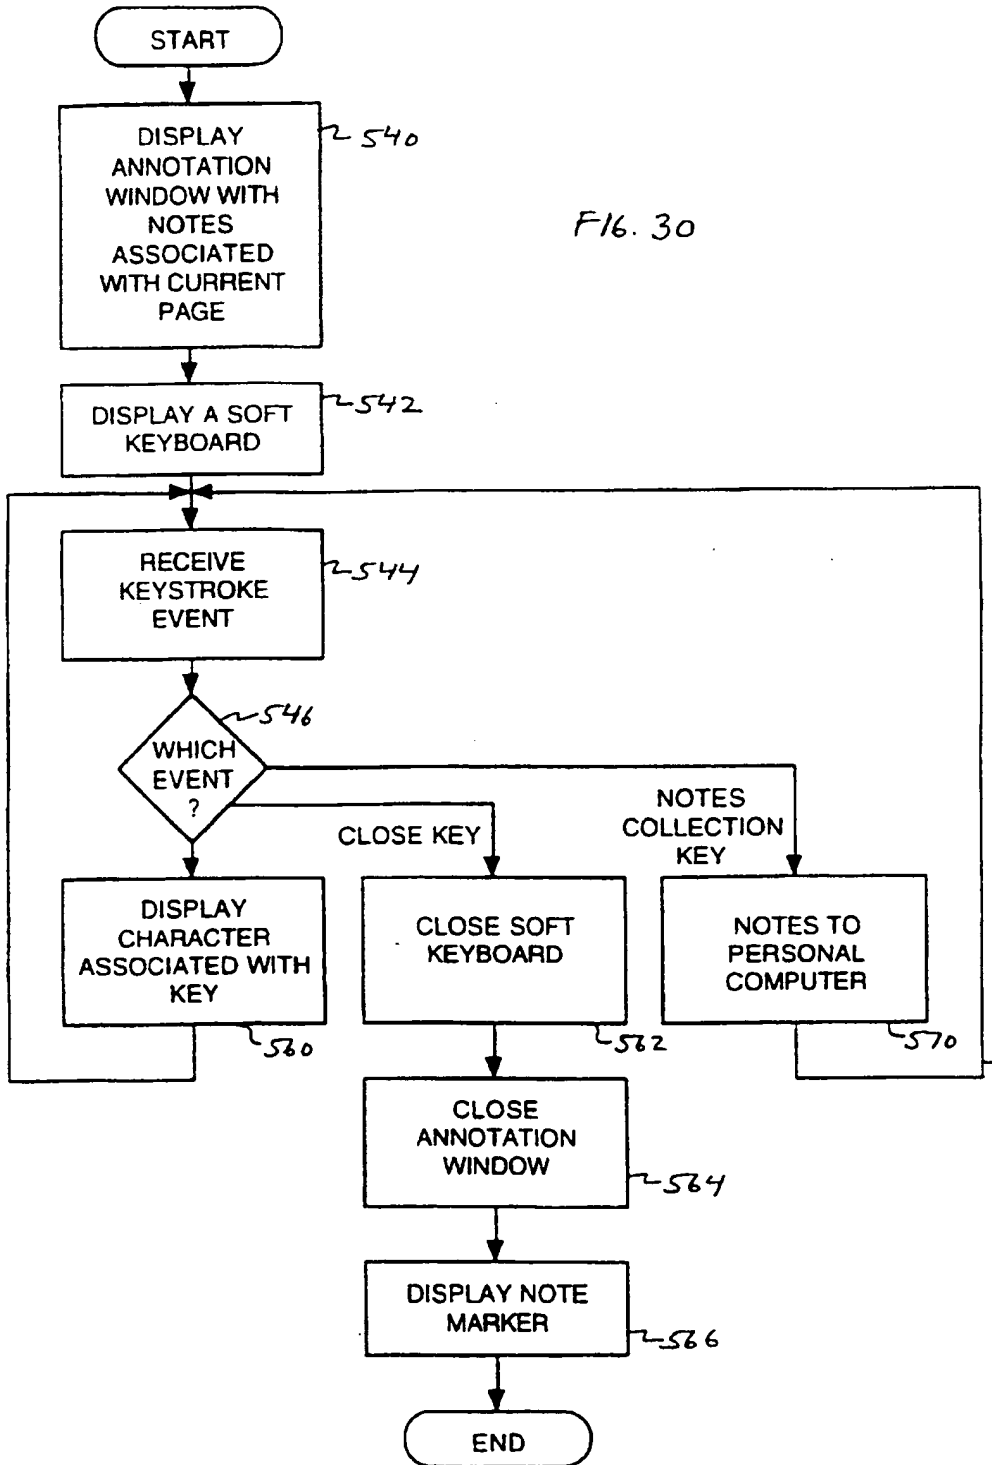 START
DISPLAY
ANNOTATION
WINDOW WITH
NOTES
ASSOCIATED
WITH CURRENT
PAGE
540
FIG. 30
DISPLAY A SOFT
KEYBOARD
542
RECEIVE
KEYSTROKE
EVENT
544
WHICH
EVENT
?
546
CLOSE KEY
NOTES
COLLECTION
KEY
DISPLAY
CHARACTER
ASSOCIATED WITH
KEY
560
CLOSE SOFT
KEYBOARD
562
NOTES TO
PERSONAL
COMPUTER
570
CLOSE
ANNOTATION
WINDOW
564
DISPLAY NOTE
MARKER
566
END